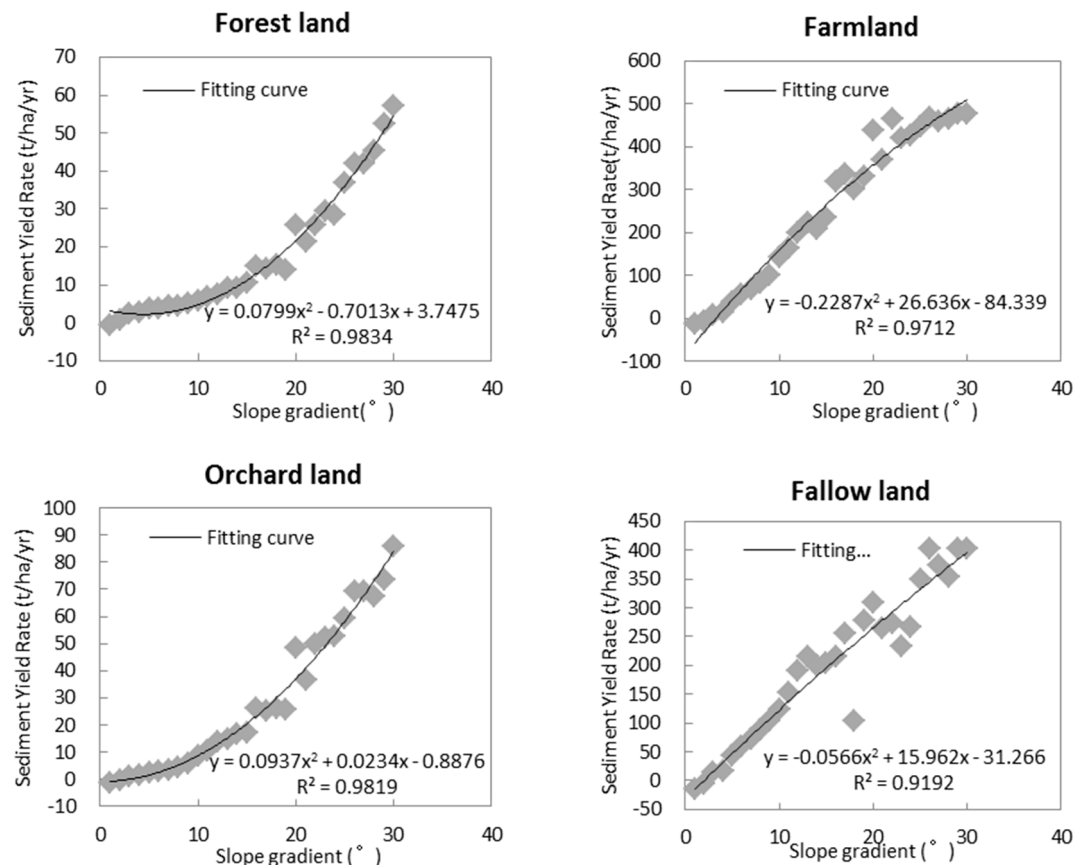 Forest land
Sediment Yield Rate (t/ha/yr)
70
60
50
40
30
20
10
0
-10
Fitting curve
y = 0.0799x² - 0.7013x + 3.7475
R² = 0.9834
0 10 20 30 40
Slope gradient(°)
Farmland
Sediment Yield Rate(t/ha/yr)
600
500
400
300
200
100
0
-100
Fitting curve
y = -0.2287x² + 26.636x - 84.339
R² = 0.9712
0 10 20 30 40
Slope gradient (°)
Orchard land
Sediment Yield Rate (t/ha/yr)
100
90
80
70
60
50
40
30
20
10
0
-10
Fitting curve
y = 0.0937x² + 0.0234x - 0.8876
R² = 0.9819
0 10 20 30 40
Slope gradient (°)
Fallow land
Sediment Yield Rate (t/ha/yr)
450
400
350
300
250
200
150
100
50
0
-50
Fitting...
y = -0.0566x² + 15.962x - 31.266
R² = 0.9192
0 10 20 30 40
Slope gradient (°)